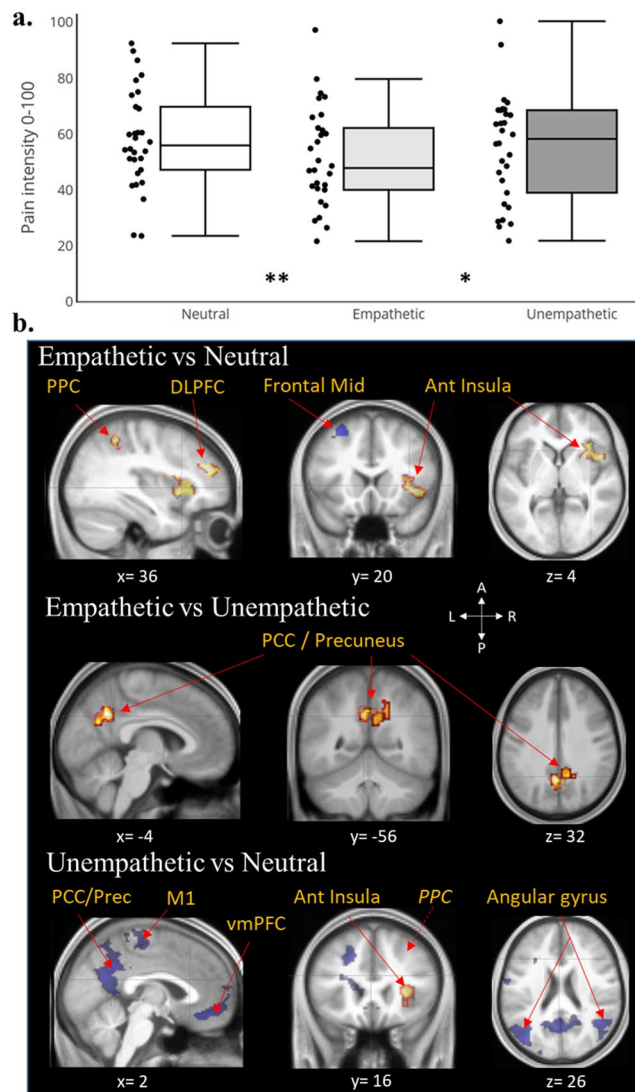 a.
Pain intensity 0-100
100
80
60
40
20
0
** *
Neutral Empathetic Unempathetic
b.
Empathetic vs Neutral
PPC DLPFC Frontal Mid Ant Insula
x= 36 y= 20 z= 4
Empathetic vs Unempathetic
A
L R
P
PCC / Precuneus
x= -4 y= -56 z= 32
Unempathetic vs Neutral
PCC/Prec M1 vmPFC Ant Insula PPC Angular gyrus
x= 2 y= 16 z= 26